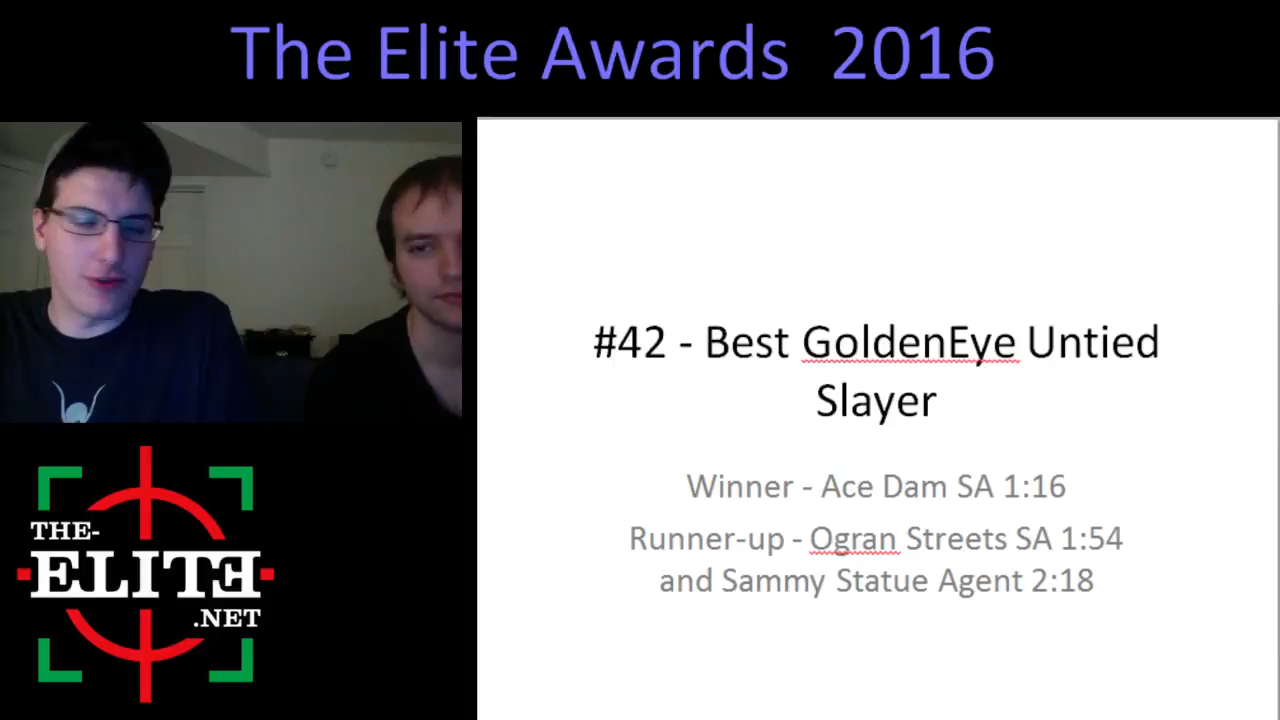 The Elite Awards 2016
#42 - Best GoldenEye Untied
Slayer
Winner - Ace Dam SA 1:16
Runner-up - Ogran Streets SA 1:54
and Sammy Statue Agent 2:18
THE-
ELITE
.NET